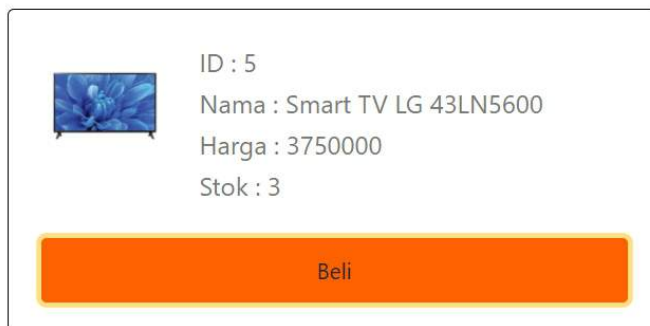 ID : 5
Nama : Smart TV LG 43LN5600
Harga : 3750000
Stok : 3
Beli